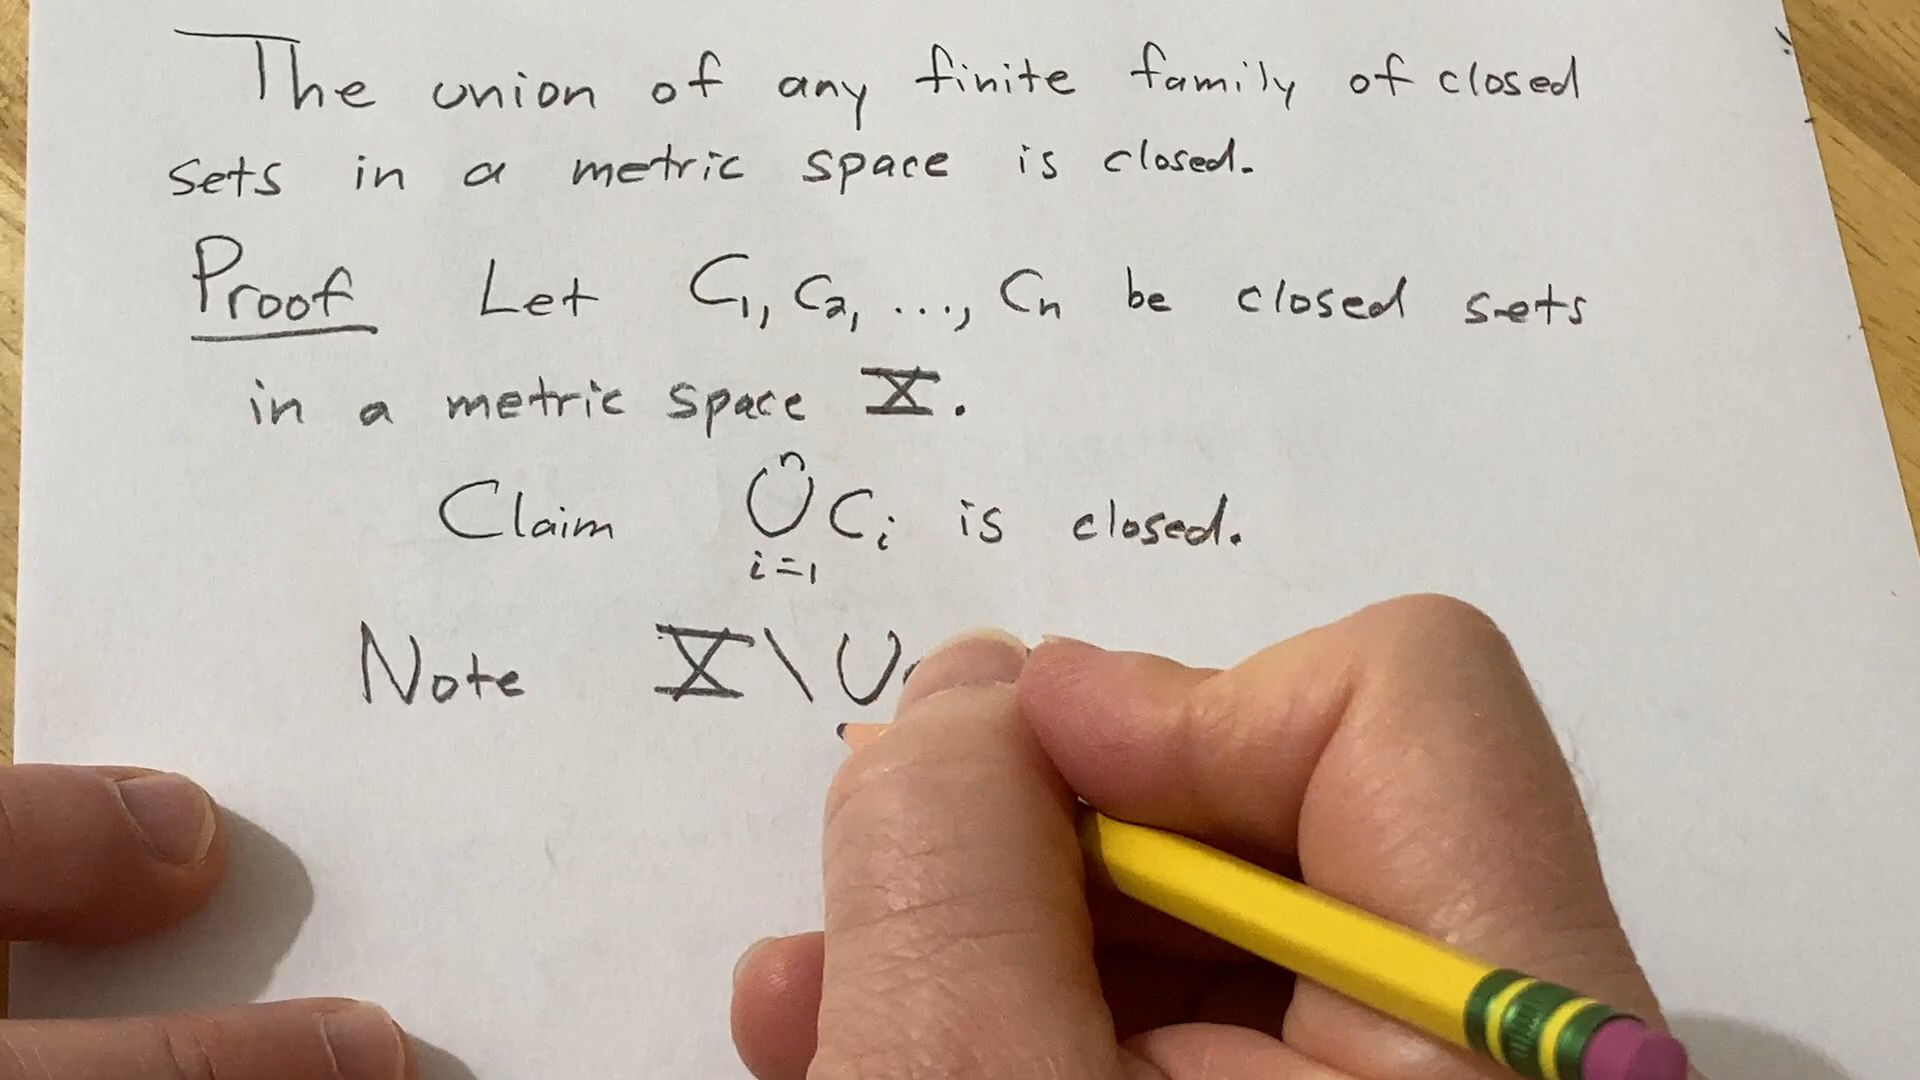 The union of any finite family of closed
sets in a metric space is closed.
Proof Let C₁, C₂, ..., Cₙ be closed sets
in a metric space X.
Claim ⋃ⁿᵢ₌₁ Cᵢ is closed.
Note X \ ⋃